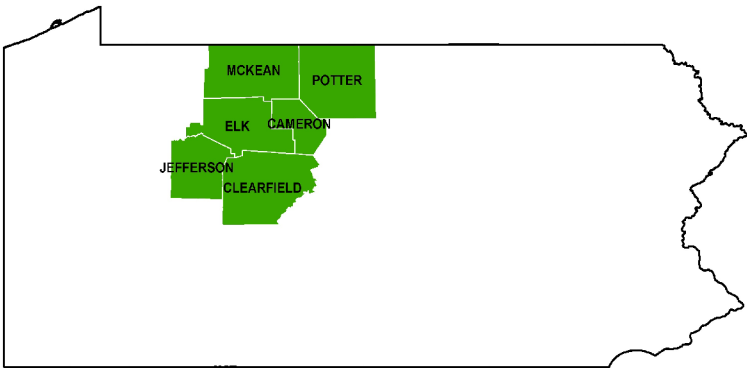 MCKEAN
POTTER
ELK
CAMERON
JEFFERSON
CLEARFIELD